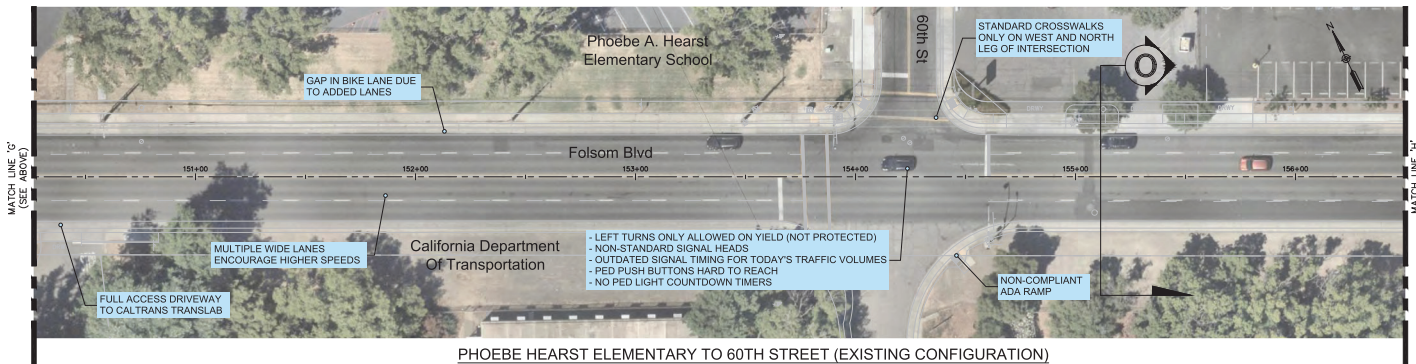 Phoebe A. Hearst
Elementary School
60th St
STANDARD CROSSWALKS
ONLY ON WEST AND NORTH
LEG OF INTERSECTION
O
N
GAP IN BIKE LANE DUE
TO ADDED LANES
MATCH LINE 'G'
(SEE ABOVE)
Folsom Blvd
MATCH LINE 'H'
151+00
152+00
153+00
154+00
155+00
156+00
MULTIPLE WIDE LANES
ENCOURAGE HIGHER SPEEDS
California Department
Of Transportation
- LEFT TURNS ONLY ALLOWED ON YIELD (NOT PROTECTED)
- NON-STANDARD SIGNAL HEADS
- OUTDATED SIGNAL TIMING FOR TODAY'S TRAFFIC VOLUMES
- PED PUSH BUTTONS HARD TO REACH
- NO PED LIGHT COUNTDOWN TIMERS
NON-COMPLIANT
ADA RAMP
FULL ACCESS DRIVEWAY
TO CALTRANS TRANSLAB
PHOEBE HEARST ELEMENTARY TO 60TH STREET (EXISTING CONFIGURATION)